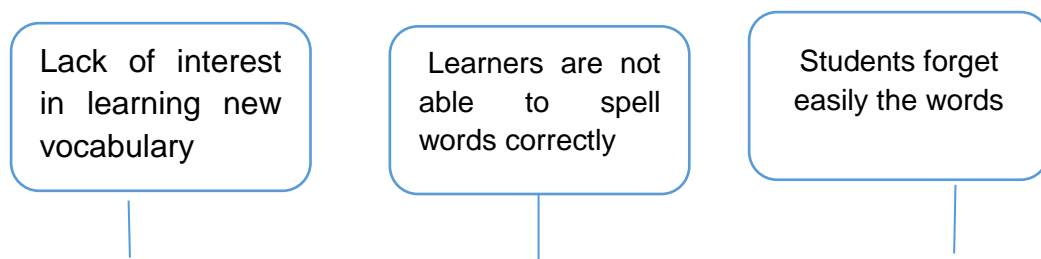 Lack of interest
in learning new
vocabulary
Learners are not
able to spell
words correctly
Students forget
easily the words